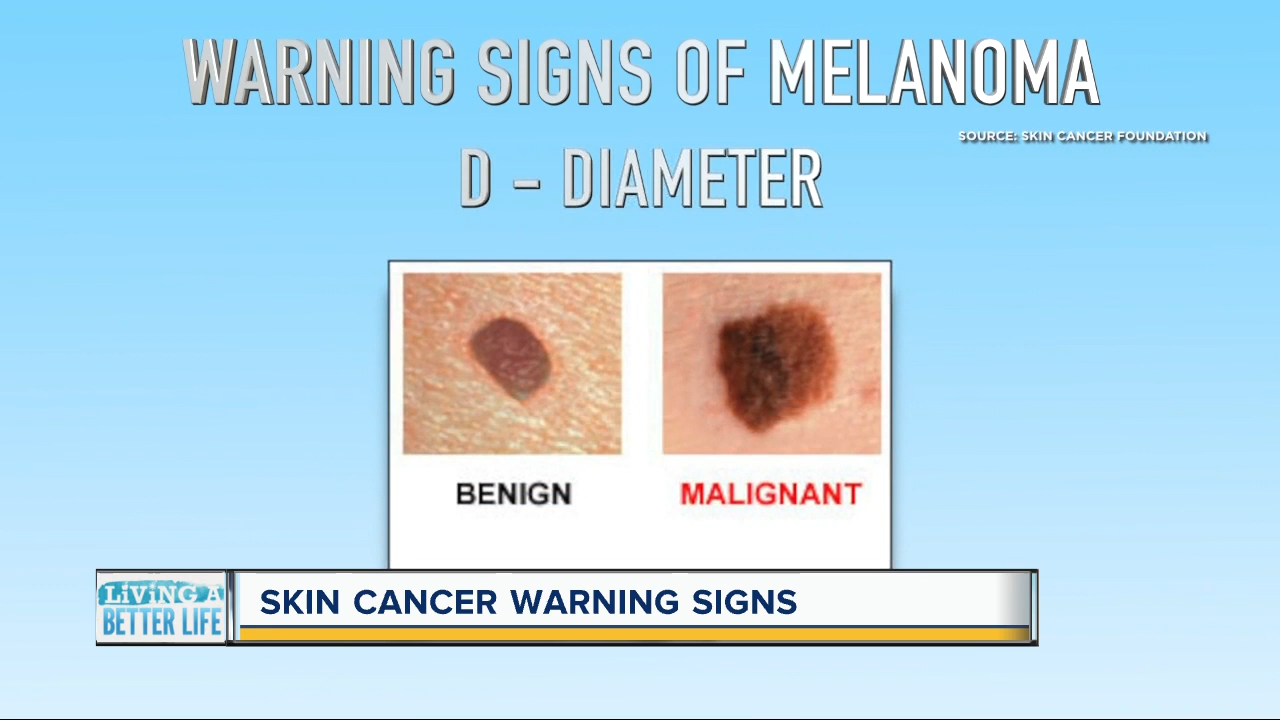 WARNING SIGNS OF MELANOMA
SOURCE: SKIN CANCER FOUNDATION
D – DIAMETER
BENIGN
MALIGNANT
LiViNG A
BETTER LIFE
SKIN CANCER WARNING SIGNS